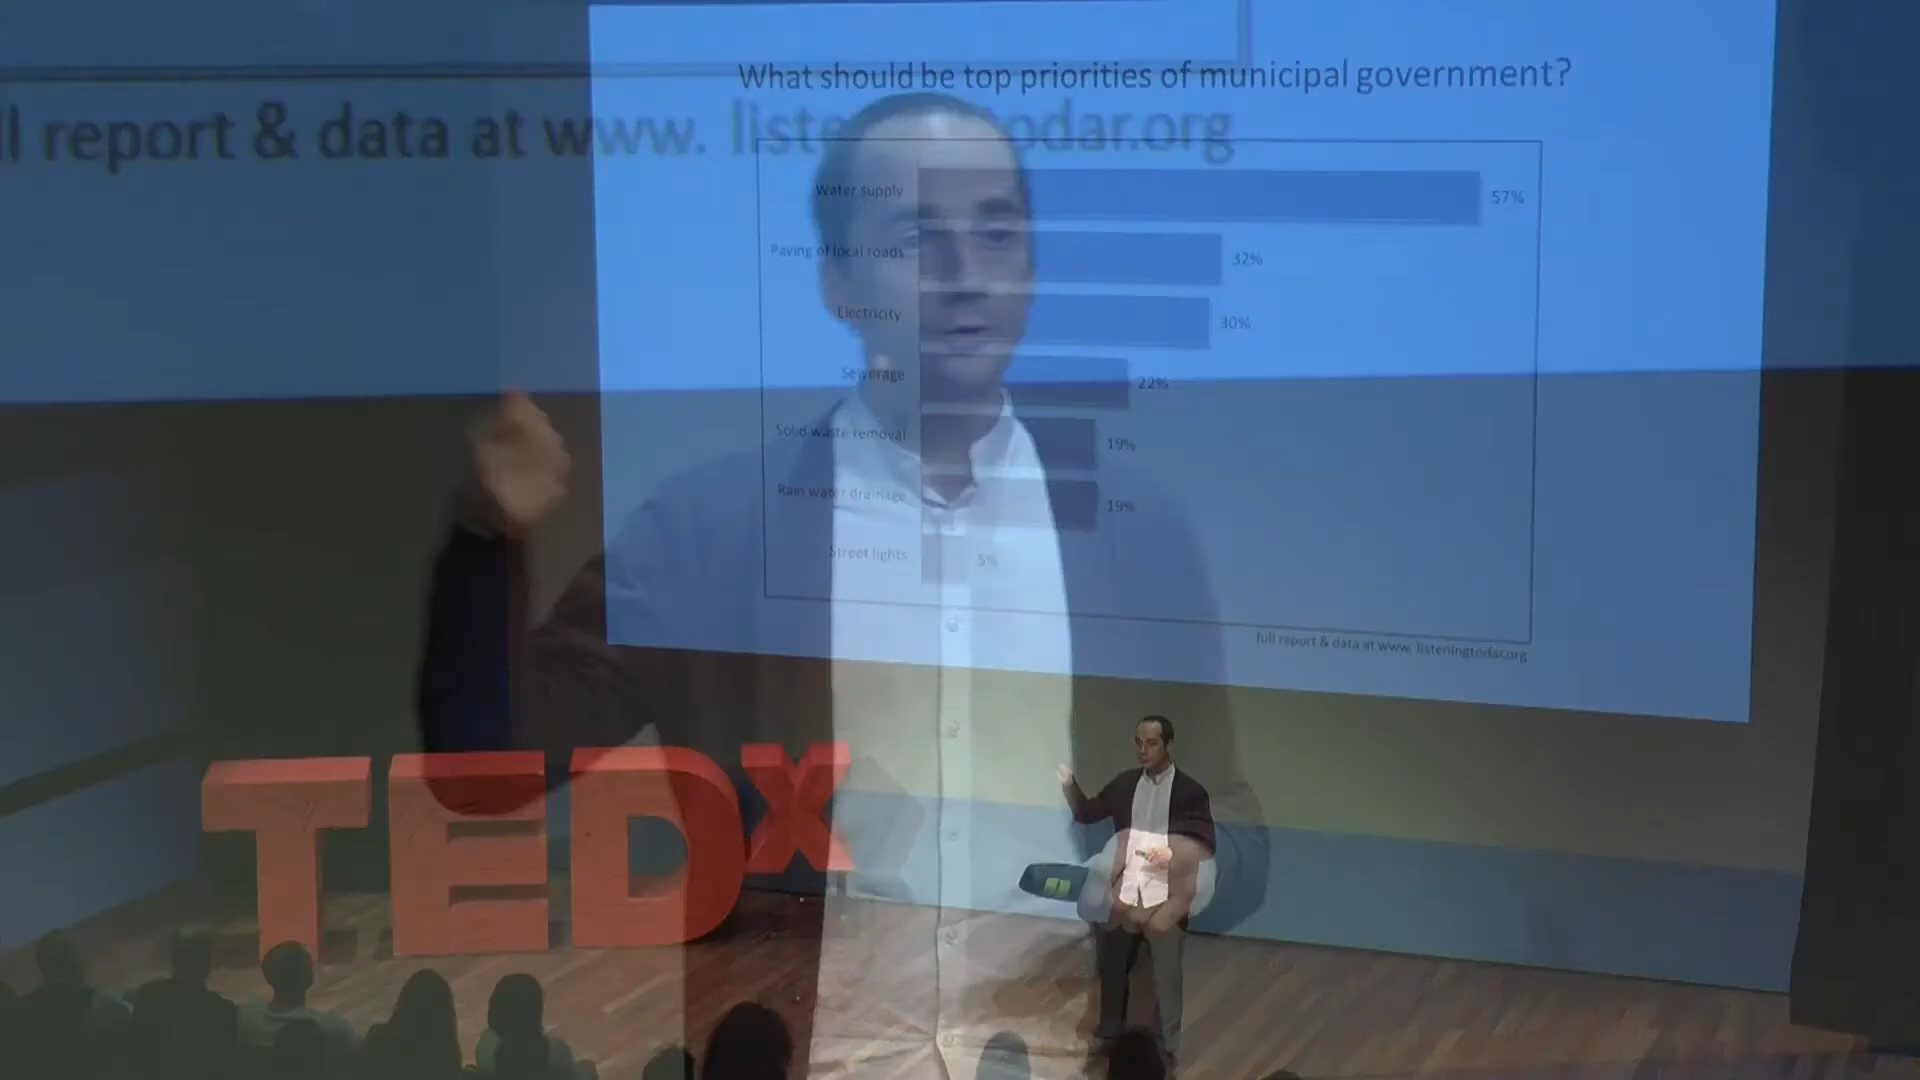 What should be top priorities of municipal government?
ll report & data at www.
Water supply 57%
Paving of local roads 32%
Electricity 30%
Sewerage 22%
Solid waste removal 19%
Rain water drainage 19%
Street lights 5%
full report & data at www. listeningtodar.org
TEDx